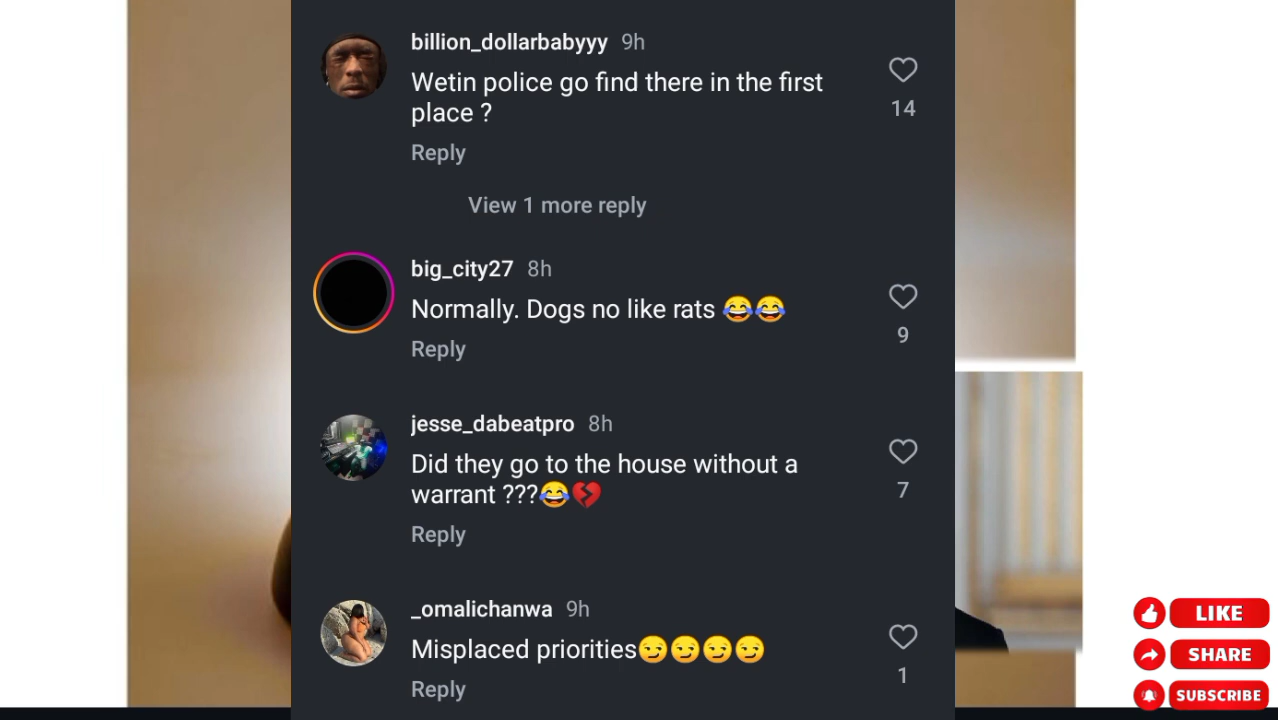 billion_dollarbabyyy 9h
Wetin police go find there in the first
place ?
14
Reply
View 1 more reply
big_city27 8h
Normally. Dogs no like rats 😂😂
9
Reply
jesse_dabeatpro 8h
Did they go to the house without a
warrant ???😂💔
7
Reply
_omalichanwa 9h
Misplaced priorities😏😏😏😏
1
Reply
LIKE
SHARE
SUBSCRIBE